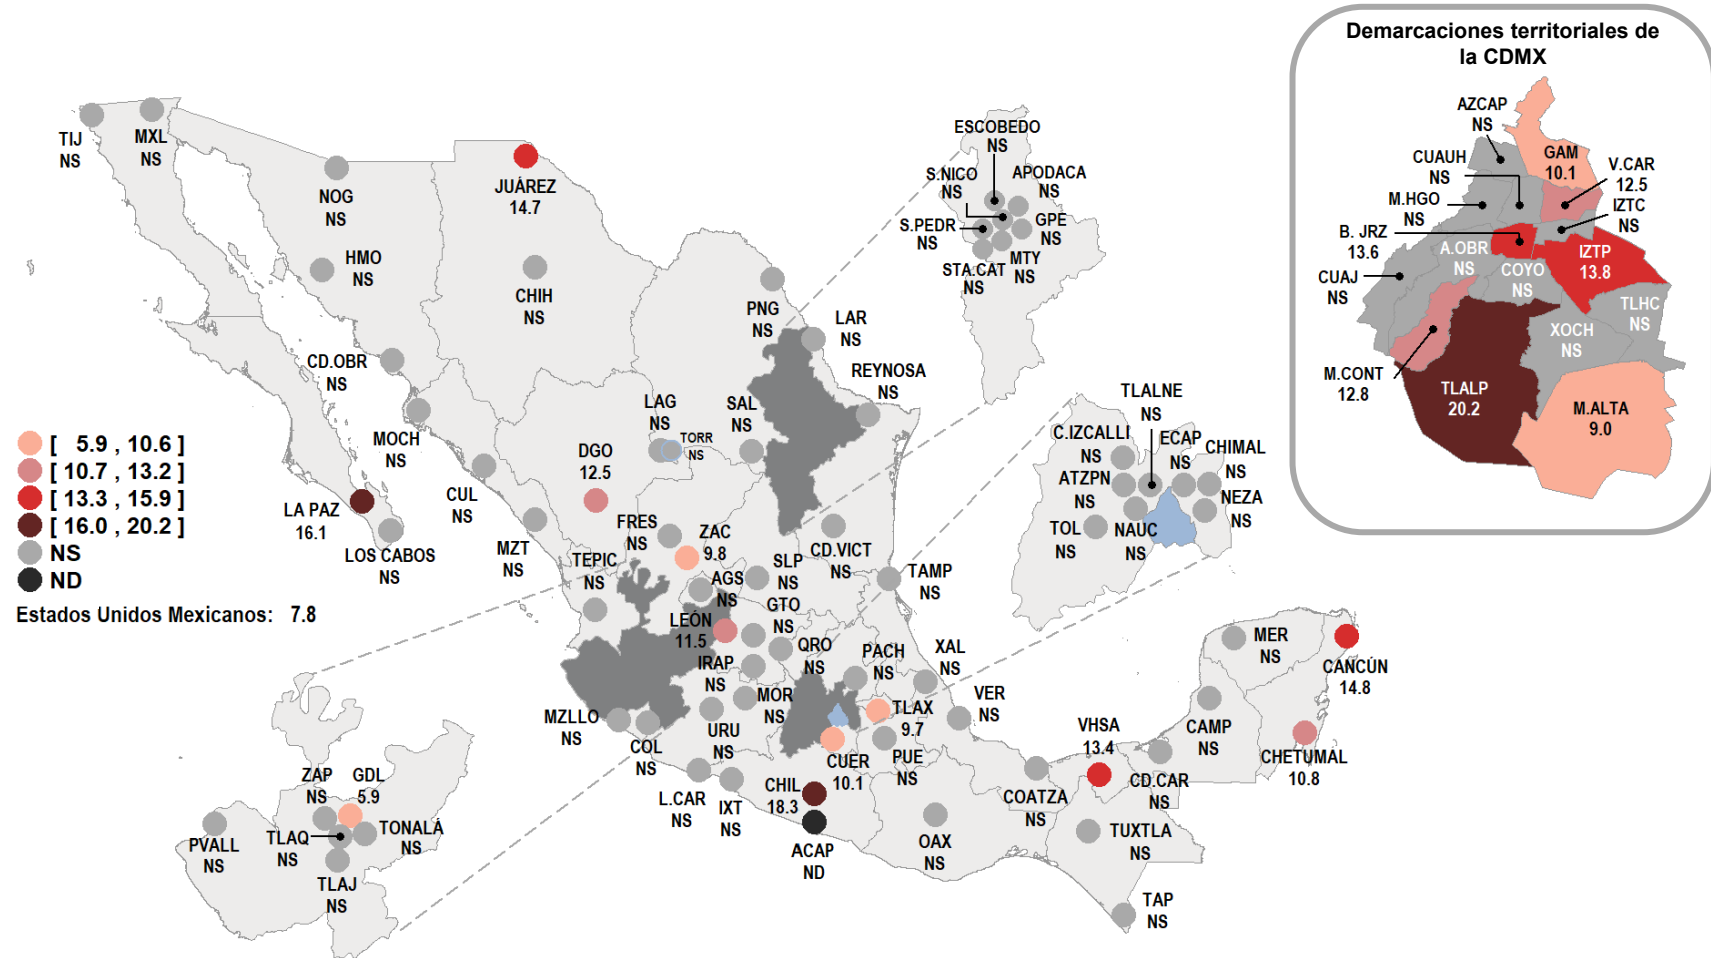 Demarcaciones territoriales de
la CDMX
AZCAP
NS
CUAUH
NS
GAM
10.1
V.CAR
12.5
M.HGO
NS
IZTC
NS
B. JRZ
13.6
A.OBR
NS
IZTP
13.8
CUAJ
NS
COYO
NS
TLHC
NS
XOCH
NS
M.CONT
12.8
TLALP
20.2
M.ALTA
9.0
TIJ
NS
MXL
NS
NOG
NS
JUÁREZ
14.7
HMO
NS
CHIH
NS
ESCOBEDO
NS
S.NICO
NS
APODACA
NS
S.PEDR
NS
GPE
NS
STA.CAT
NS
MTY
NS
PNG
NS
LAR
NS
REYNOSA
NS
CD.OBR
NS
MOCH
NS
LAG
NS
TORR
NS
SAL
NS
DGO
12.5
CUL
NS
LA PAZ
16.1
LOS CABOS
NS
MZT
NS
TLALNE
NS
C.IZCALLI
NS
ECAP
NS
CHIMAL
NS
ATZPN
NS
NEZA
NS
TOL
NS
NAUC
NS
[ 5.9 , 10.6 ]
[ 10.7 , 13.2 ]
[ 13.3 , 15.9 ]
[ 16.0 , 20.2 ]
NS
ND
Estados Unidos Mexicanos: 7.8
FRES
NS
ZAC
9.8
TEPIC
NS
AGS
NS
SLP
NS
CD.VICT
NS
TAMP
NS
LEÓN
11.5
GTO
NS
QRO
NS
IRAP
NS
PACH
NS
XAL
NS
VER
NS
MOR
NS
TLAX
9.7
MZLLO
NS
COL
NS
URU
NS
CUER
10.1
PUE
NS
L.CAR
NS
IXT
NS
CHIL
18.3
ACAP
ND
OAX
NS
COATZA
NS
VHSA
13.4
CD.CAR
NS
TUXTLA
NS
TAP
NS
MER
NS
CANCÚN
14.8
CAMP
NS
CHETUMAL
10.8
ZAP
NS
GDL
5.9
PVALL
NS
TLAQ
NS
TONALÁ
NS
TLAJ
NS